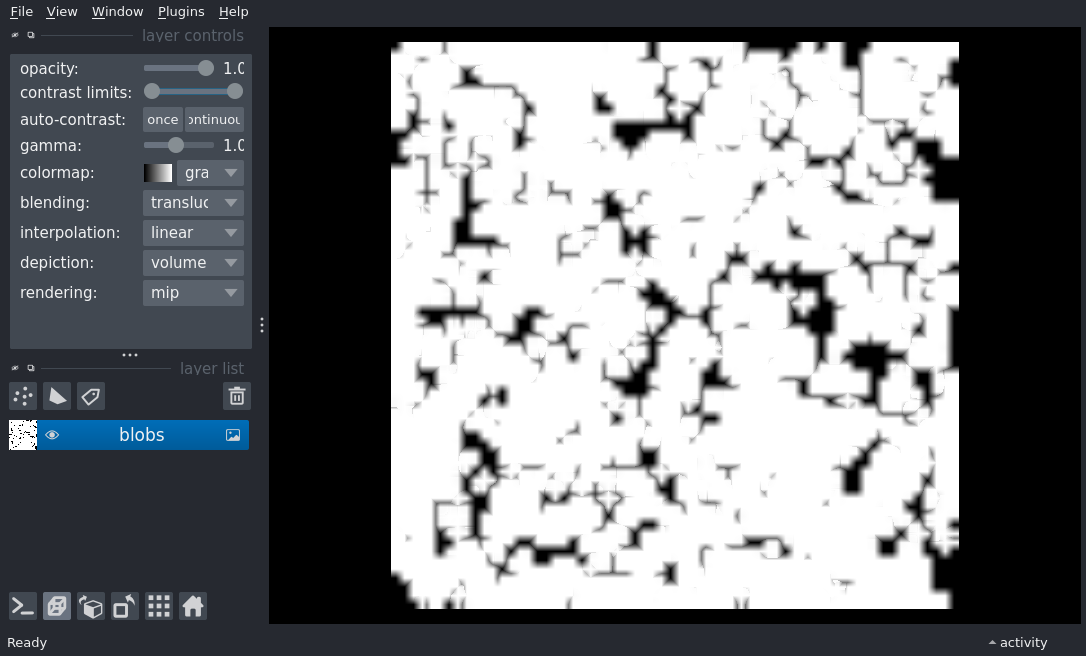 File View Window Plugins Help
layer controls
opacity: 1.0
contrast limits:
auto-contrast: once ontinuou
gamma: 1.0
colormap: gra
blending: transluc
interpolation: linear
depiction: volume
rendering: mip
layer list
blobs
Ready
activity